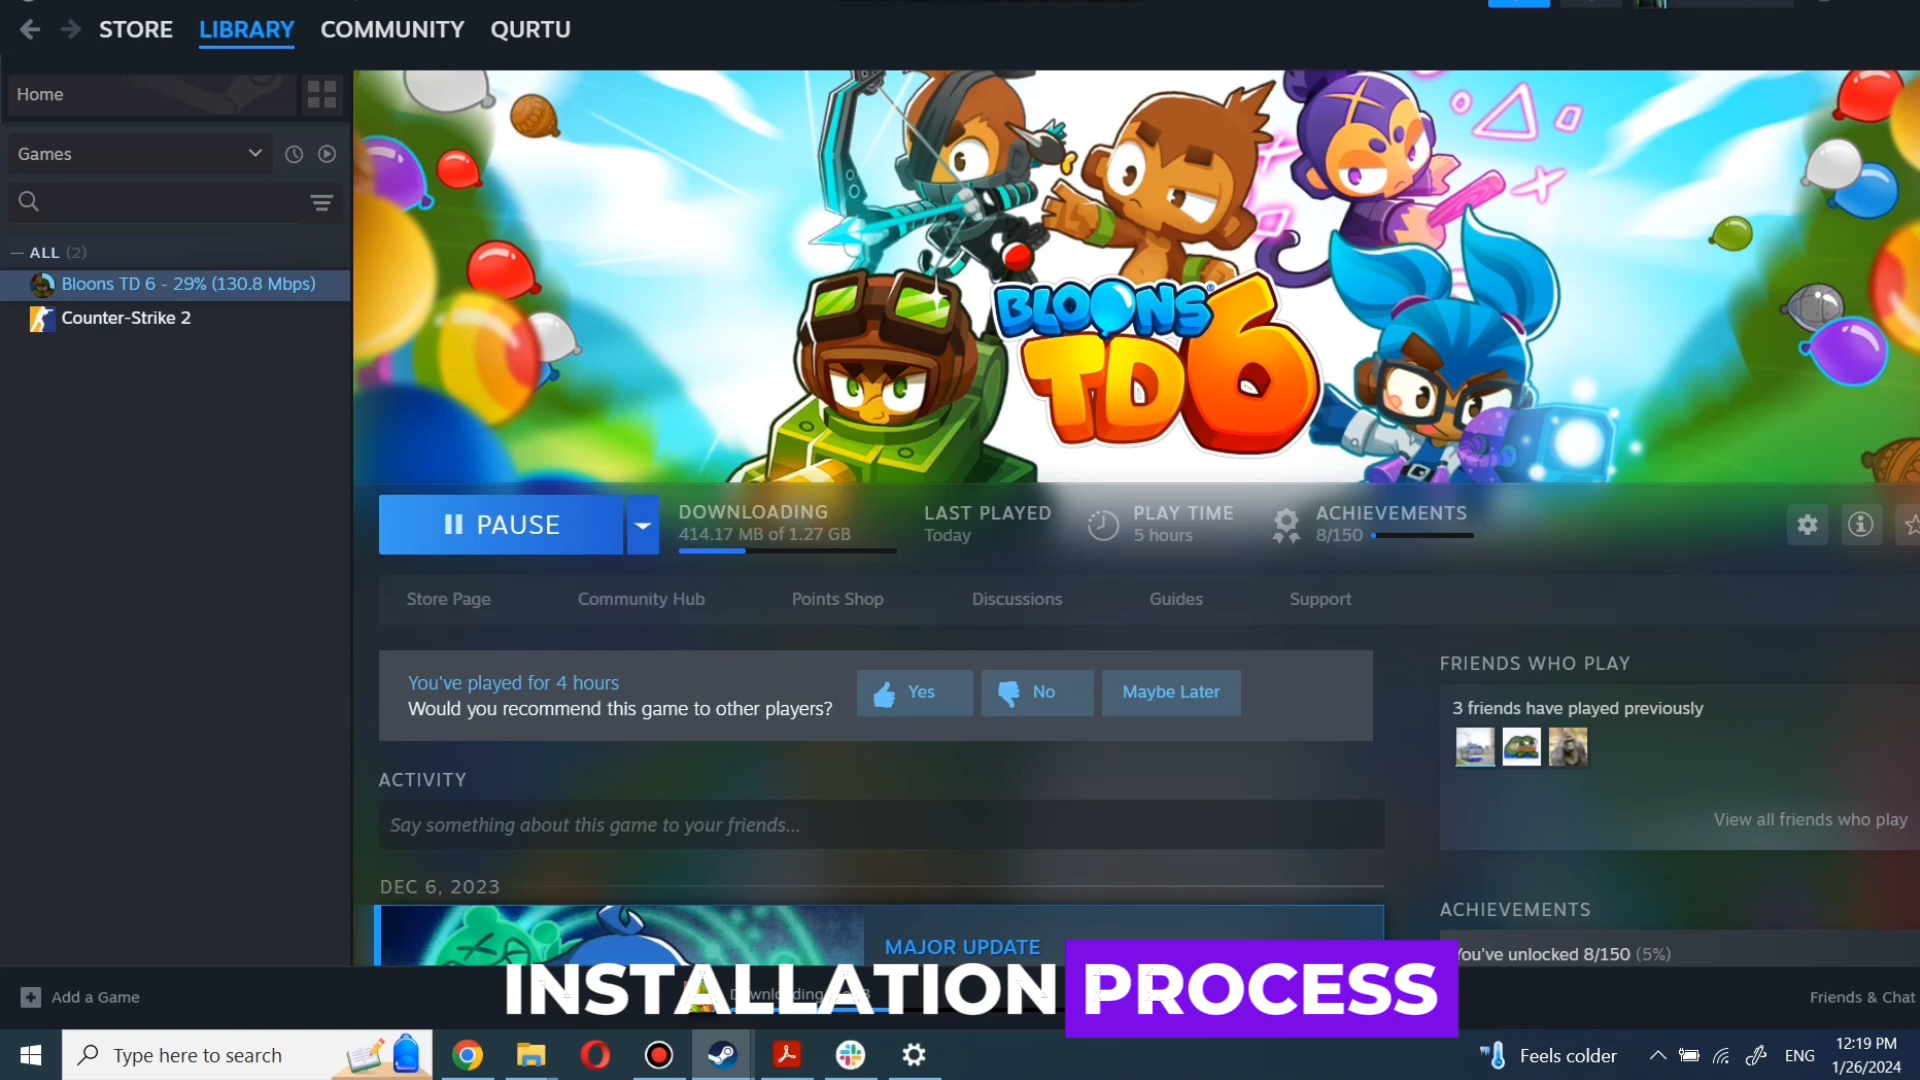 STORE LIBRARY COMMUNITY QURTU
Home
Games
ALL (2)
Bloons TD 6 - 29% (130.8 Mbps)
Counter-Strike 2
BLOONS
TD6
PAUSE
DOWNLOADING
414.17 MB of 1.27 GB
LAST PLAYED
Today
PLAY TIME
5 hours
ACHIEVEMENTS
8/150
Store Page Community Hub Points Shop Discussions Guides Support
You've played for 4 hours
Would you recommend this game to other players?
Yes No Maybe Later
FRIENDS WHO PLAY
3 friends have played previously
View all friends who play
ACTIVITY
Say something about this game to your friends...
DEC 6, 2023
MAJOR UPDATE
ACHIEVEMENTS
You've unlocked 8/150 (5%)
INSTALLATION PROCESS
Add a Game
Friends & Chat
Type here to search
Feels colder
ENG
12:19 PM
1/26/2024